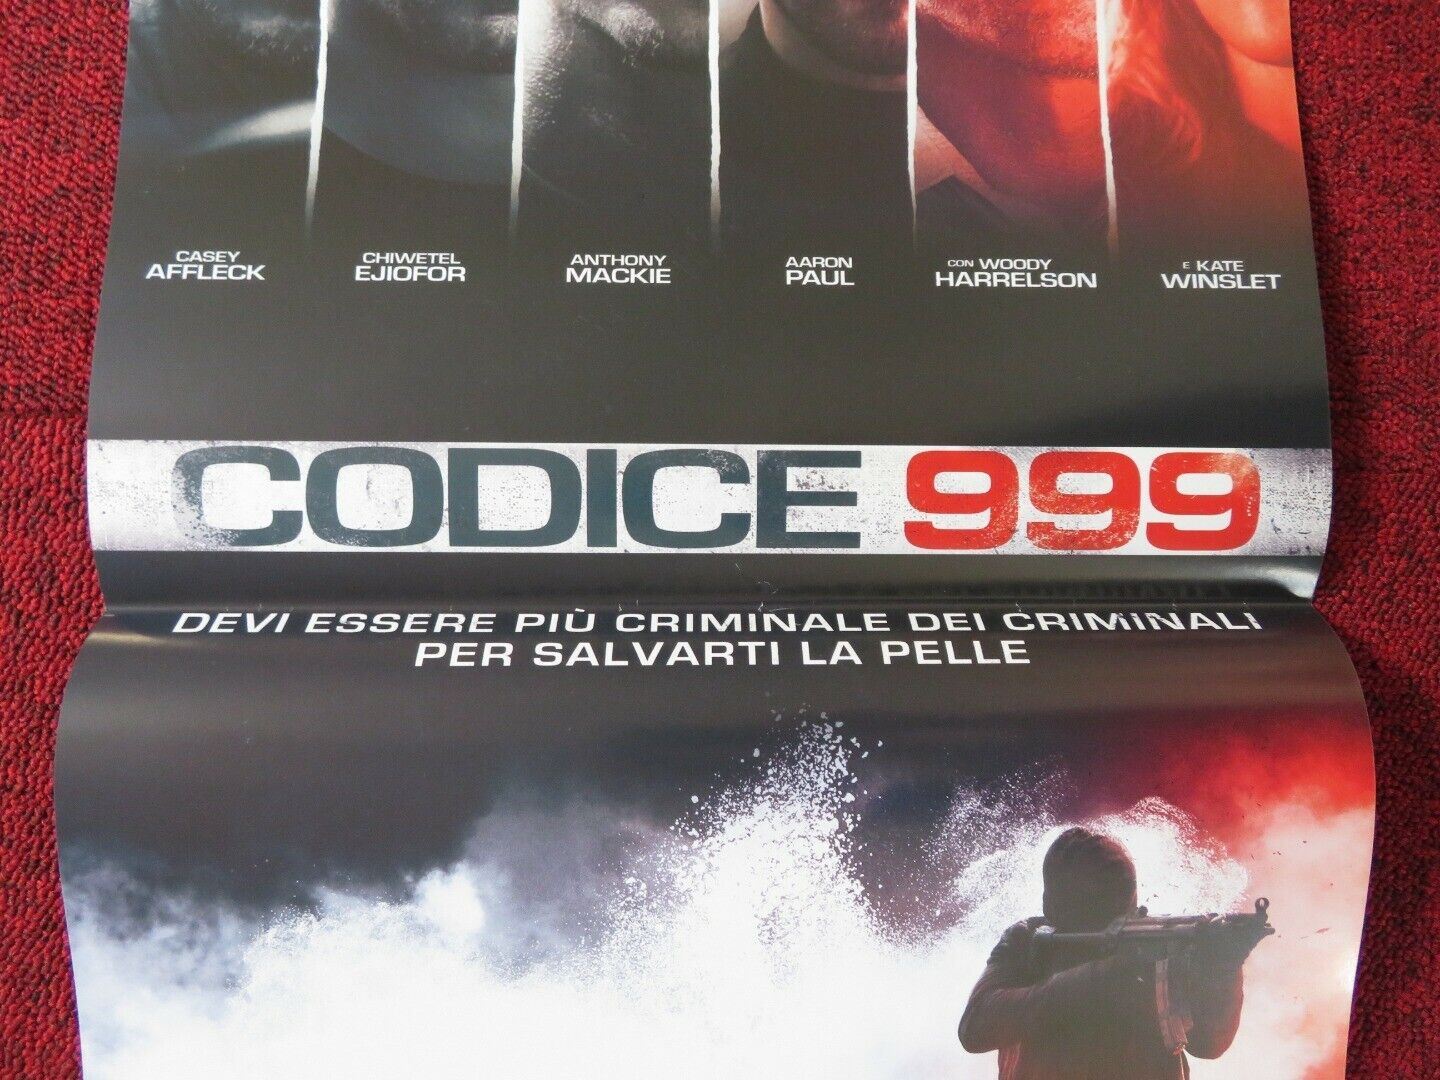 CASEY
AFFLECK
CHIWETEL
EJIOFOR
ANTHONY
MACKIE
AARON
PAUL
CON WOODY
HARRELSON
E KATE
WINSLET
CODICE 999
DEVI ESSERE PIÙ CRIMINALE DEI CRIMINALI
PER SALVARTI LA PELLE